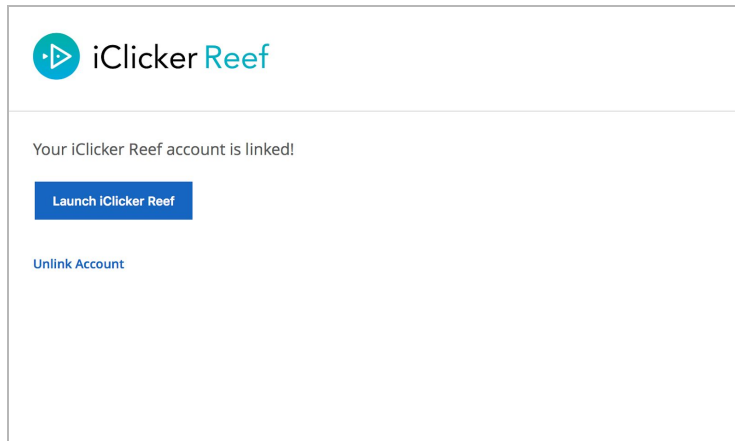 iClicker Reef
Your iClicker Reef account is linked!
Launch iClicker Reef
Unlink Account